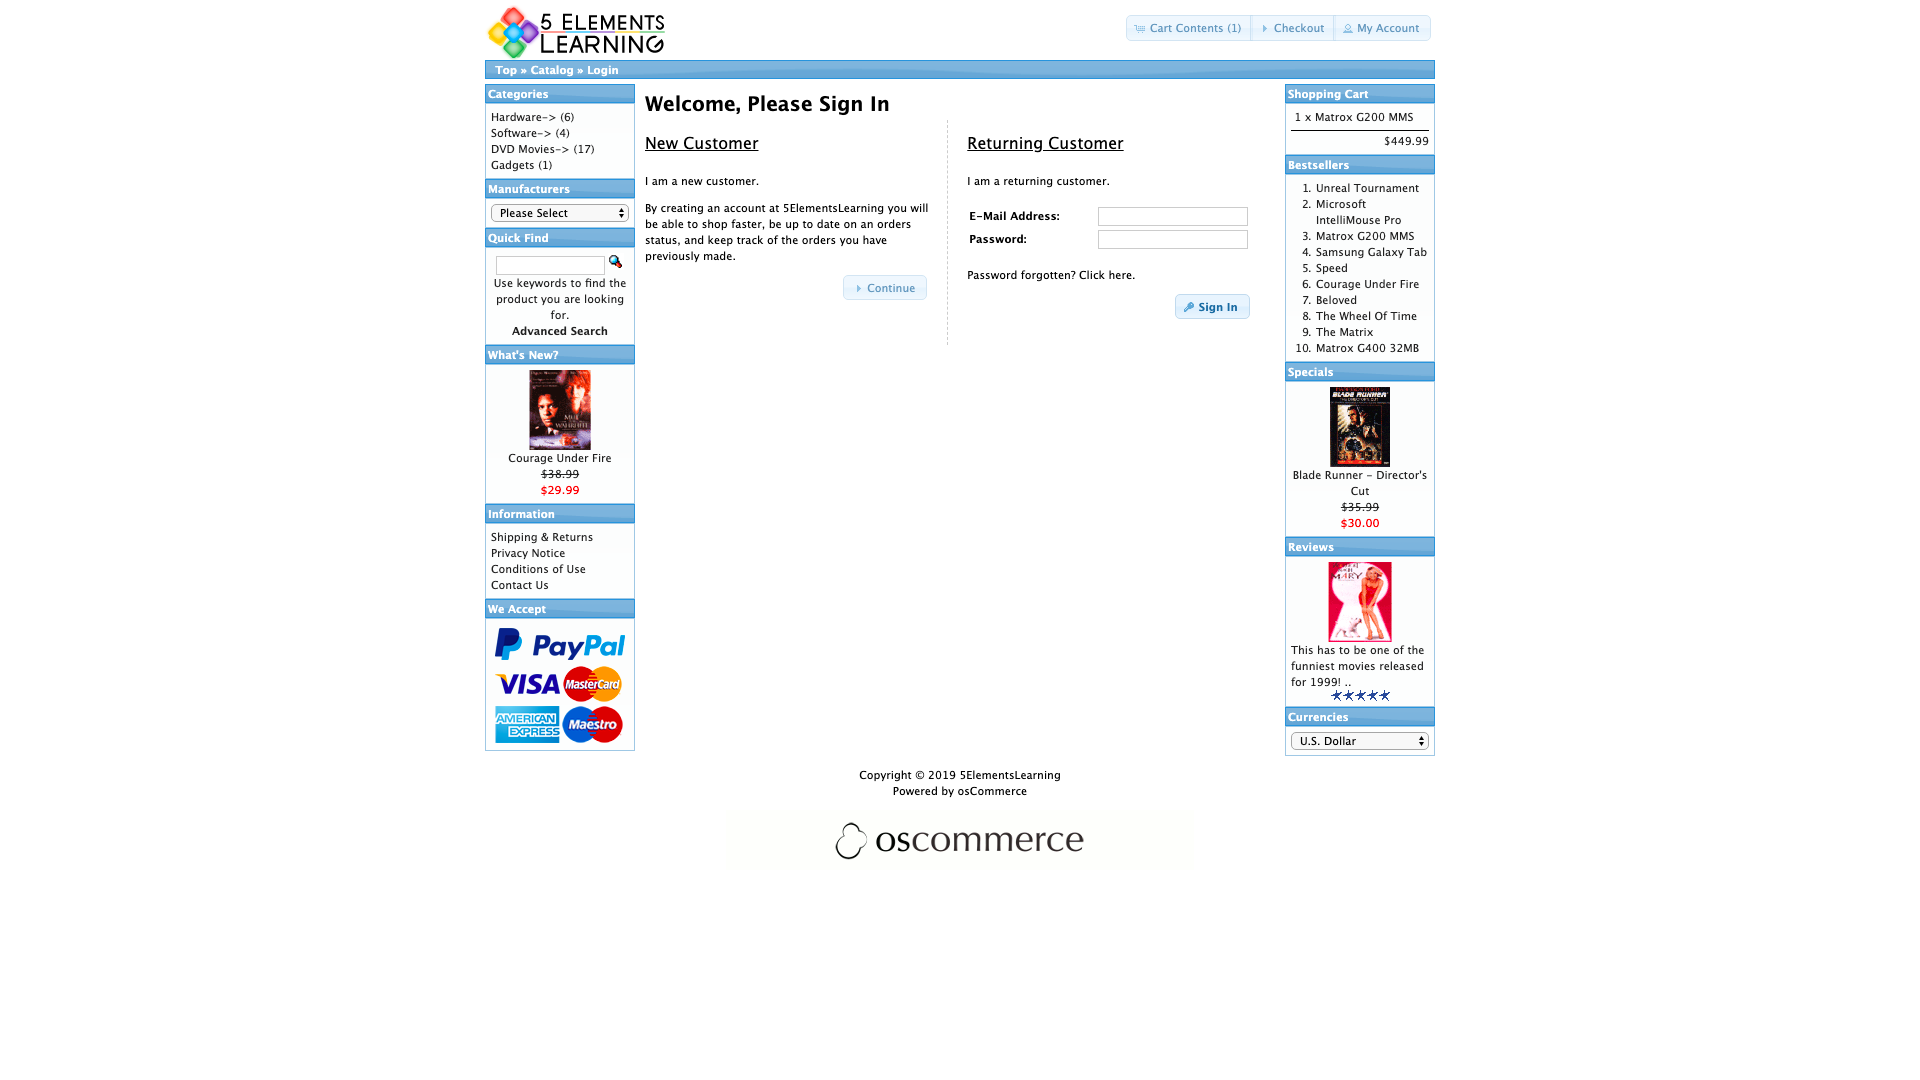 5 ELEMENTS
LEARNING
Cart Contents (1)
Checkout
My Account
Top » Catalog » Login
Categories
Hardware-> (6)
Software-> (4)
DVD Movies-> (17)
Gadgets (1)
Manufacturers
Please Select
Quick Find
Use keywords to find the
product you are looking
for.
Advanced Search
What's New?
Courage Under Fire
$38.99
$29.99
Information
Shipping & Returns
Privacy Notice
Conditions of Use
Contact Us
We Accept
PayPal
VISA
MasterCard
AMERICAN
EXPRESS
Maestro
Welcome, Please Sign In
New Customer
I am a new customer.
By creating an account at 5ElementsLearning you will
be able to shop faster, be up to date on an orders
status, and keep track of the orders you have
previously made.
Continue
Returning Customer
I am a returning customer.
E-Mail Address:
Password:
Password forgotten? Click here.
Sign In
Shopping Cart
1 x Matrox G200 MMS
$449.99
Bestsellers
1. Unreal Tournament
2. Microsoft
IntelliMouse Pro
3. Matrox G200 MMS
4. Samsung Galaxy Tab
5. Speed
6. Courage Under Fire
7. Beloved
8. The Wheel Of Time
9. The Matrix
10. Matrox G400 32MB
Specials
BLADE RUNNER
Blade Runner - Director's
Cut
$35.99
$30.00
Reviews
MARY
This has to be one of the
funniest movies released
for 1999! ..
Currencies
U.S. Dollar
Copyright © 2019 5ElementsLearning
Powered by osCommerce
oscommerce